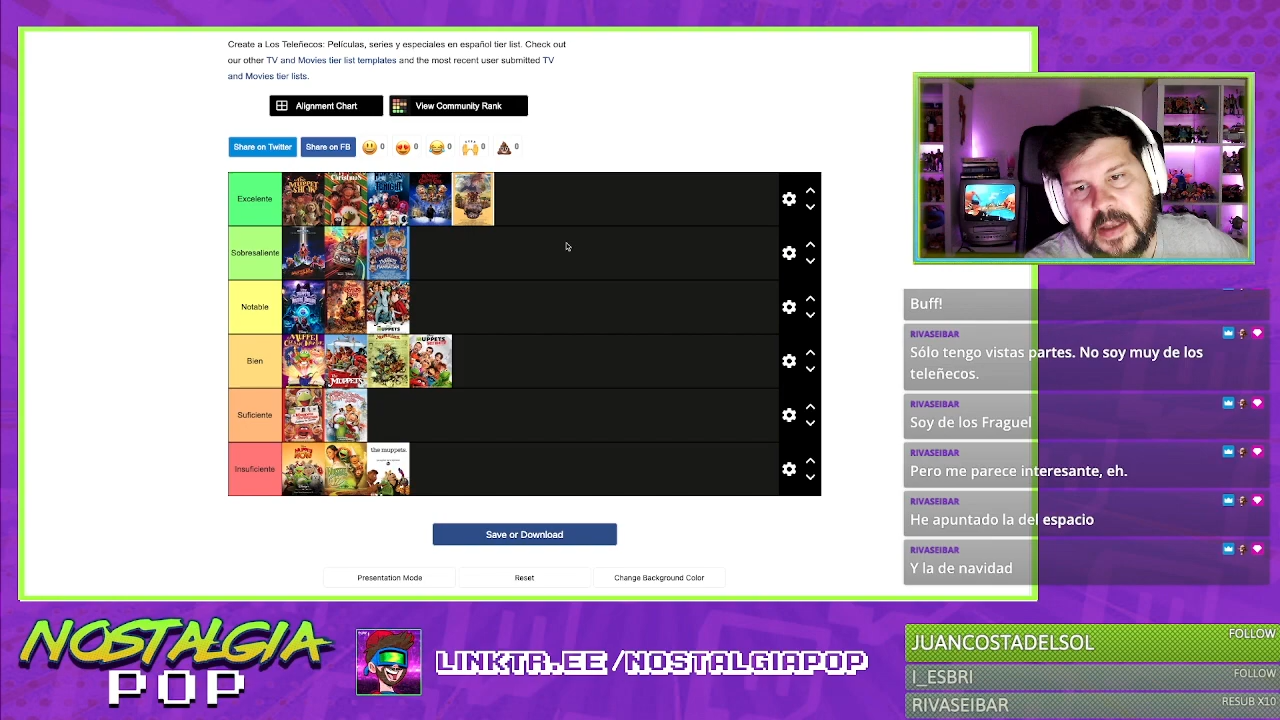 Create a Los Teleñecos: Películas, series y especiales en español tier list. Check out
our other TV and Movies tier list templates and the most recent user submitted TV
and Movies tier lists.
Alignment Chart
View Community Rank
Share on Twitter
Share on FB
0
0
0
0
0
Excelente
Sobresaliente
Notable
Bien
Suficiente
Insuficiente
the muppets.
Save or Download
Presentation Mode
Reset
Change Background Color
Buff!
RIVASEIBAR
Sólo tengo vistas partes. No soy muy de los
teleñecos.
RIVASEIBAR
Soy de los Fraguel
RIVASEIBAR
Pero me parece interesante, eh.
RIVASEIBAR
He apuntado la del espacio
RIVASEIBAR
Y la de navidad
NOSTALGIA
POP
LINKTR.EE/NOSTALGIAPOP
JUANCOSTADELSOL
FOLLOW
I_ESBRI
FOLLOW
RIVASEIBAR
RESUB X10